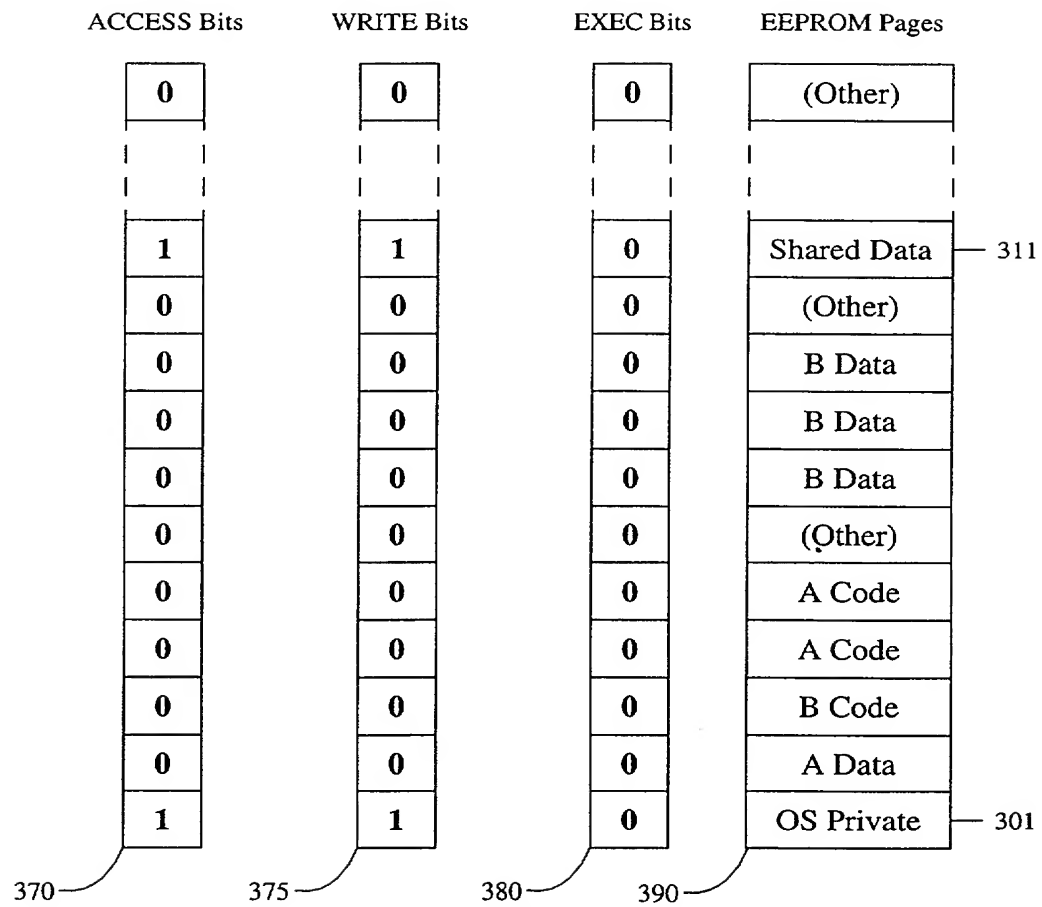 ACCESS Bits WRITE Bits EXEC Bits EEPROM Pages
0 0 0 (Other)
1 1 0 Shared Data 311
0 0 0 (Other)
0 0 0 B Data
0 0 0 B Data
0 0 0 B Data
0 0 0 (Other)
0 0 0 A Code
0 0 0 A Code
0 0 0 B Code
0 0 0 A Data
1 1 0 OS Private 301
370 375 380 390